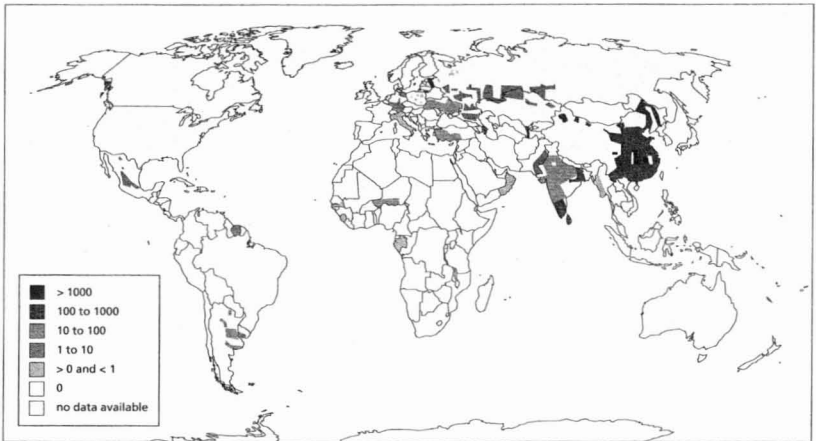 > 1000
100 to 1000
10 to 100
1 to 10
> 0 and < 1
0
no data available